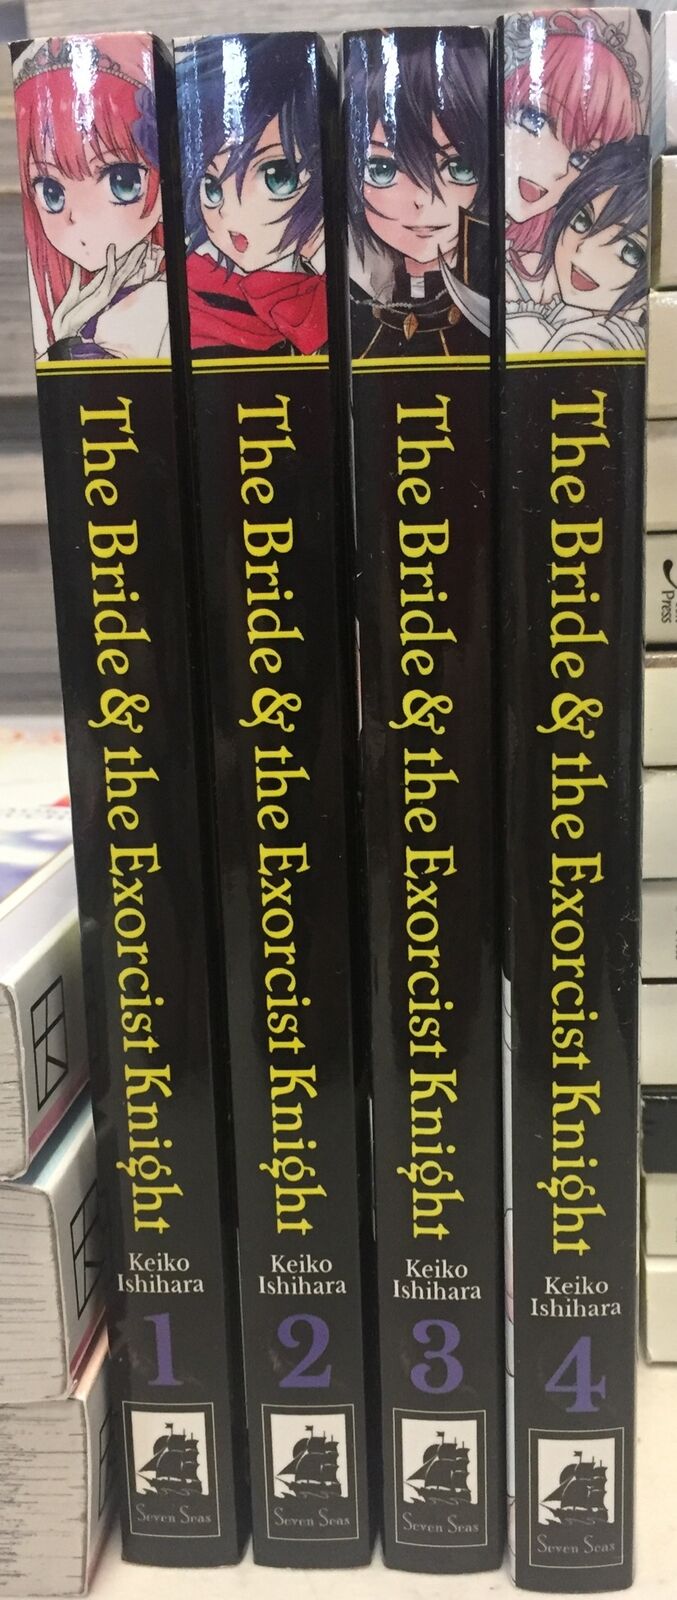 The Bride & the Exorcist Knight
Keiko
Ishihara
1
Seven Seas
The Bride & the Exorcist Knight
Keiko
Ishihara
2
Seven Seas
The Bride & the Exorcist Knight
Keiko
Ishihara
3
Seven Seas
The Bride & the Exorcist Knight
Keiko
Ishihara
4
Seven Seas
Press